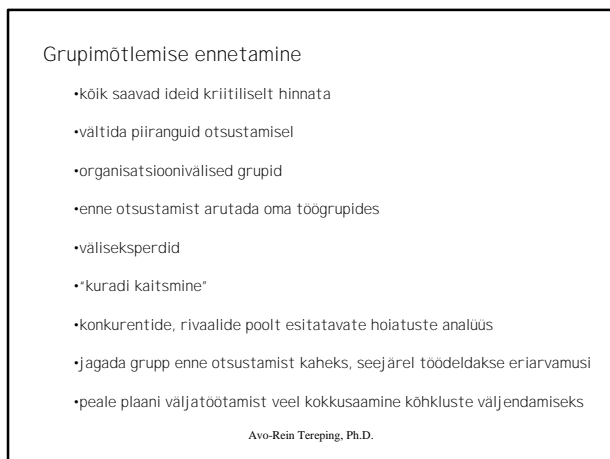 Grupimõtlemise ennetamine
•kõik saavad ideid kriitiliselt hinnata
•vältida piiranguid otsustamisel
•organisatsioonivälised grupid
•enne otsustamist arutada oma töögrupides
•väliseksperdid
•"kuradi kaitsmine"
•konkurentide, rivaalide poolt esitatavate hoiatuste analüüs
•jagada grupp enne otsustamist kaheks, seejärel töödeldakse eriarvamusi
•peale plaani väljatöötamist veel kokkusaamine kõhkluste väljendamiseks
Avo-Rein Tereping, Ph.D.